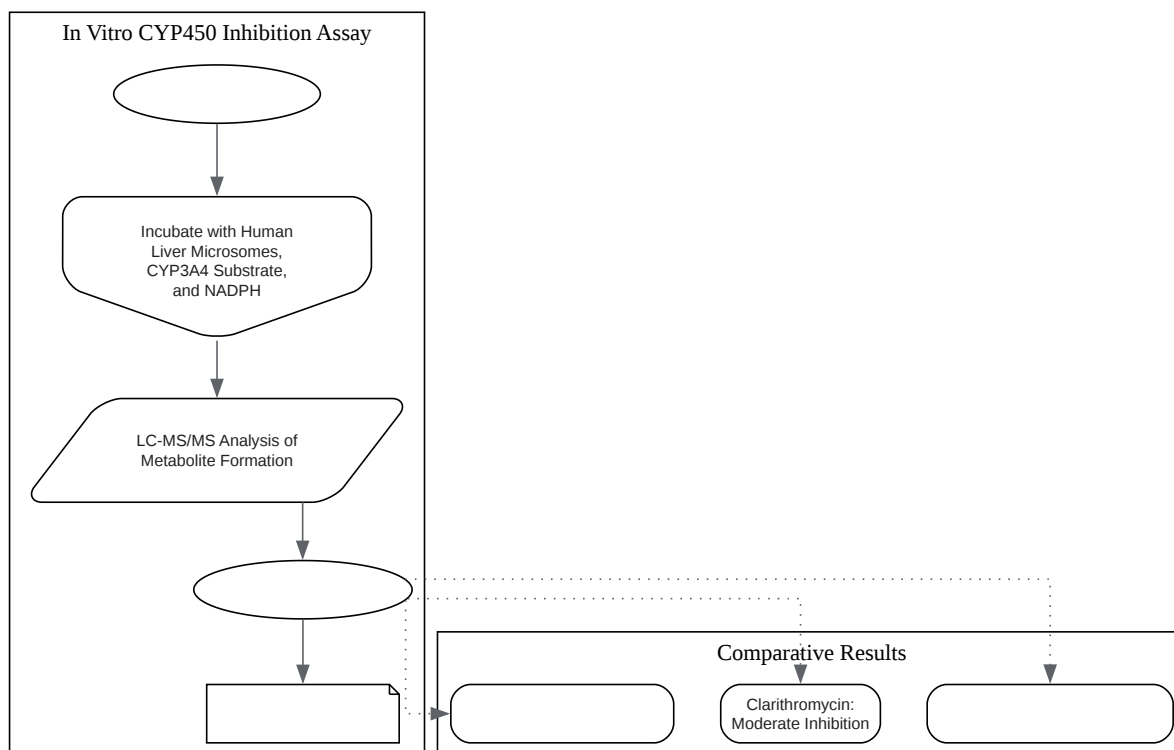 In Vitro CYP450 Inhibition Assay
Incubate with Human
Liver Microsomes,
CYP3A4 Substrate,
and NADPH
LC-MS/MS Analysis of
Metabolite Formation
Comparative Results
Clarithromycin:
Moderate Inhibition